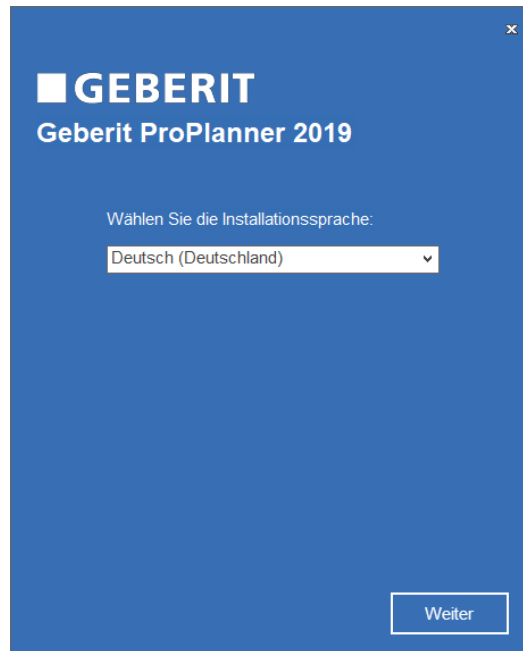 GEBERIT
Geberit ProPlanner 2019
Wählen Sie die Installationssprache:
Deutsch (Deutschland)
Weiter